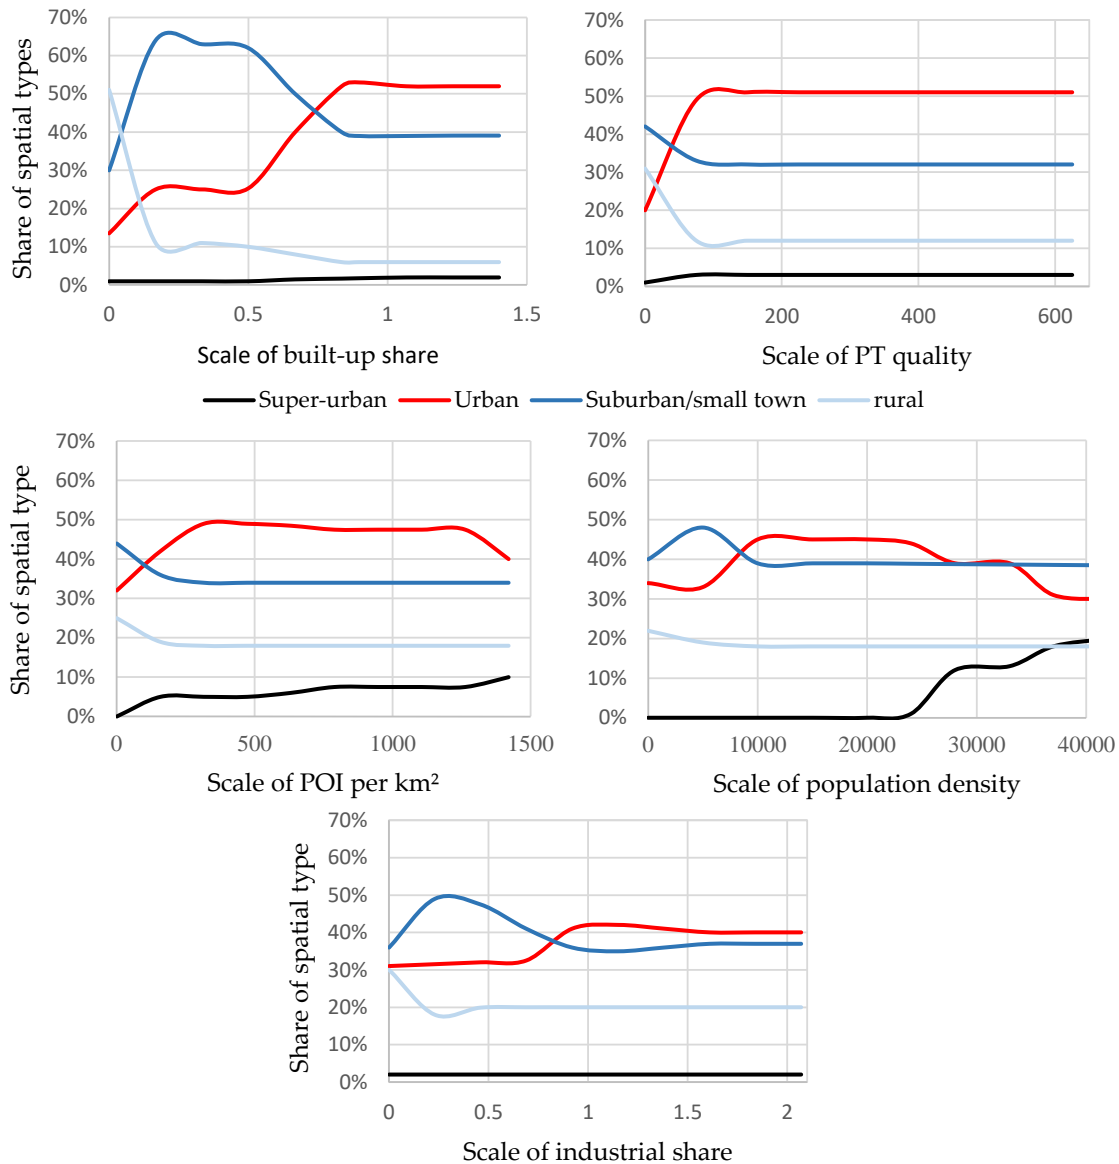 70%
60%
50%
40%
30%
20%
10%
0%
0 0.5 1 1.5
Share of spatial types
Scale of built-up share
70%
60%
50%
40%
30%
20%
10%
0%
0 200 400 600
Scale of PT quality
Super-urban Urban Suburban/small town rural
70%
60%
50%
40%
30%
20%
10%
0%
0 500 1000 1500
Share of spatial type
Scale of POI per km²
70%
60%
50%
40%
30%
20%
10%
0%
0 10000 20000 30000 40000
Scale of population density
70%
60%
50%
40%
30%
20%
10%
0%
0 0.5 1 1.5 2
Share of spatial type
Scale of industrial share